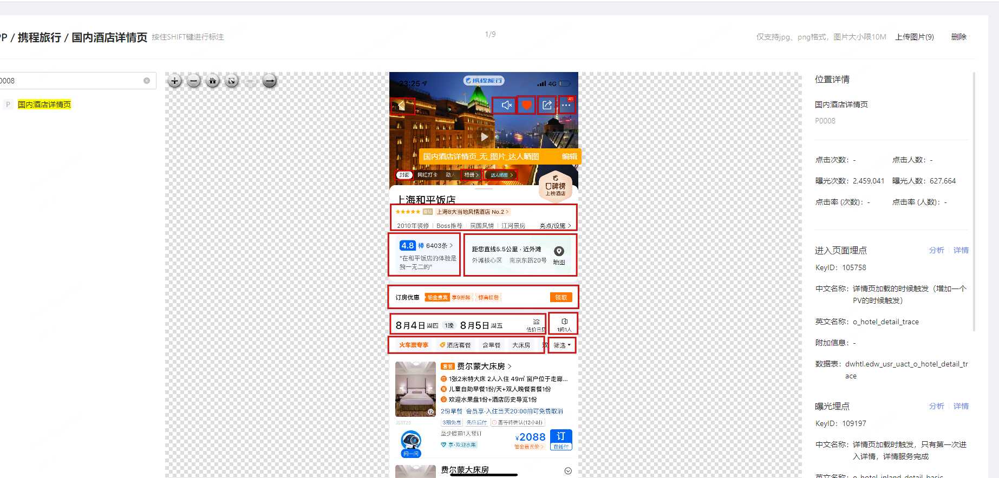 PP / 携程旅行 / 国内酒店详情页 按住SHIFT键进行标注
1/9
仅支持jpg、png格式，图片大小限10M 上传图片(9) 删除
0008
P 国内酒店详情页
23:25
携程旅行
4G
41
国内酒店详情页_无_图片_达人晒图 编辑
封面 网红打卡 动人 相册 > 达人晒图 >
口碑榜
上榜酒店
上海和平饭店
上海8大当地风情酒店 No.2 >
2010年装修 Boss推荐 民国风情 江河景房 亮点/设施 >
4.8 棒 6403条 >
“在和平饭店的体验是
独一无二的”
距您直线5.5公里 · 近外滩
外滩核心区 南京东路20号
地图
订房优惠 铂金贵宾 享9折起 惊喜红包 领取
8月4日 周四 1晚 8月5日 周五 低价日历
1间1人
火车票专享 酒店套餐 含早餐 大床房 双 筛选
套餐 费尔蒙大床房 >
1张2米特大床 2人入住 49㎡ 窗户位于走廊...
儿童自助早餐1份/天+双人晚餐套餐1份
欢迎水果盘1份+酒店历史导览1份
2份早餐 会员享·入住当天20:00前可免费取消
12
JS1T25
3期免息 先住后付 需等待确认(12小时)
至少提前1天预订
享·欢迎水果
¥2088
铂金贵宾价 >
订
在线付
问一问
费尔蒙大床房
位置详情
国内酒店详情页
P0008
点击次数：- 点击人数：-
曝光次数：2,459,041 曝光人数：627,664
点击率 (次数)：- 点击率 (人数)：-
进入页面埋点 分析 详情
KeyID：105758
中文名称：详情页加载的时候触发（增加一个
PV的时候触发）
英文名称：o_hotel_detail_trace
附加信息：-
数据表：dwhtl.edw_usr_uact_o_hotel_detail_tr
ace
曝光埋点 分析 详情
KeyID：109197
中文名称：详情页加载时触发，只有第一次进
入详情，详情服务完成
英文名称：o_hotel_inland_detail_basic